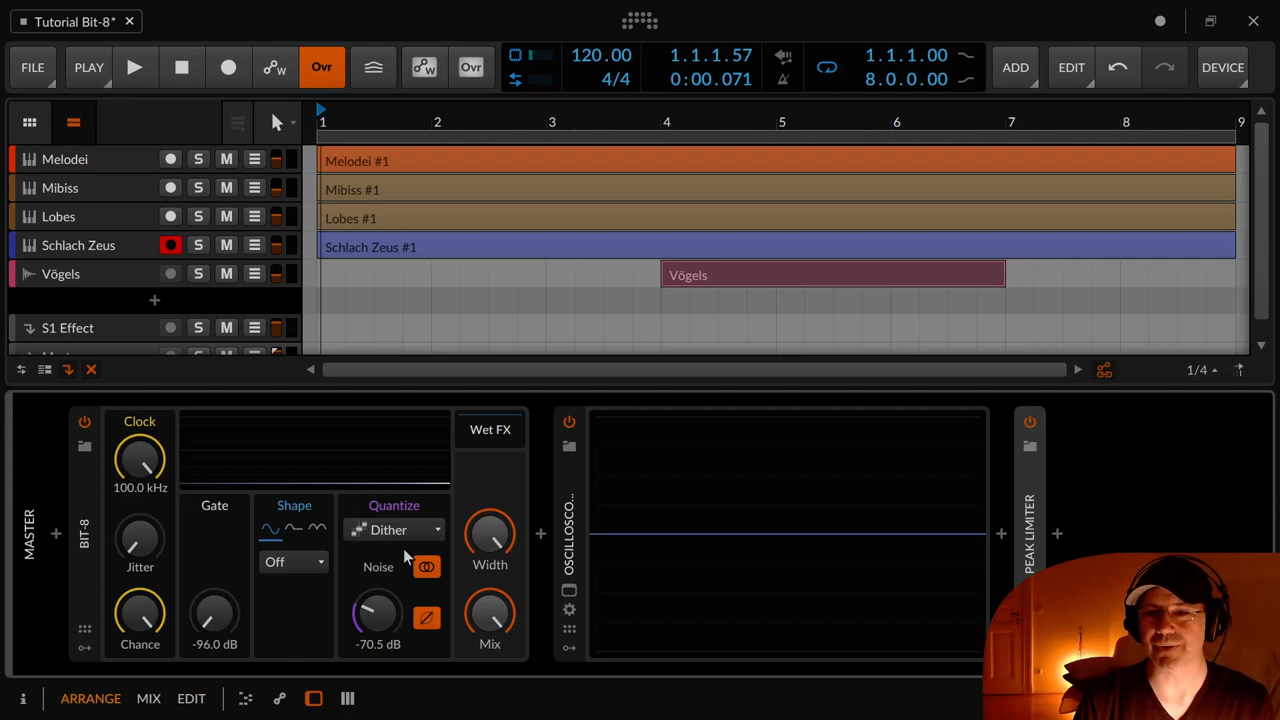 Tutorial Bit-8*
FILE
PLAY
Ovr
Ovr
120.00
4/4
1.1.1.57
0:00.071
1.1.1.00
8.0.0.00
ADD
EDIT
DEVICE
1 2 3 4 5 6 7 8 9
Melodei S M
Melodei #1
Mibiss S M
Mibiss #1
Lobes S M
Lobes #1
Schlach Zeus S M
Schlach Zeus #1
Vögels S M
Vögels
S1 Effect S M
1/4
MASTER
BIT-8
Clock
100.0 kHz
Jitter
Chance
Gate
-96.0 dB
Shape
Off
Quantize
Dither
Noise
-70.5 dB
Wet FX
Width
Mix
OSCILLOSCO...
PEAK LIMITER
ARRANGE MIX EDIT